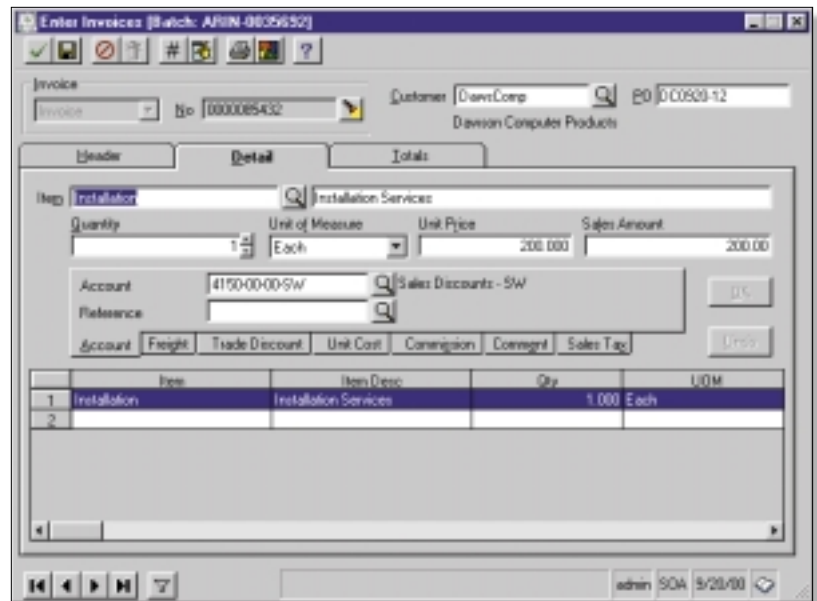 Enter Invoices [Batch: ARIN-0035692]
Invoice
Invoice No 0000085432 Customer DawsComp PO DC0920-12
Dawson Computer Products
Header Detail Totals
Item Installation Installation Services
Quantity Unit of Measure Unit Price Sales Amount
1 Each 200.000 200.00
Account 4150-00-00-SW Sales Discounts - SW
Reference
OK
Account Freight Trade Discount Unit Cost Commission Comment Sales Tax Undo
Item Item Desc Qty UOM
1 Installation Installation Services 1.000 Each
2
admin SOA 9/20/00